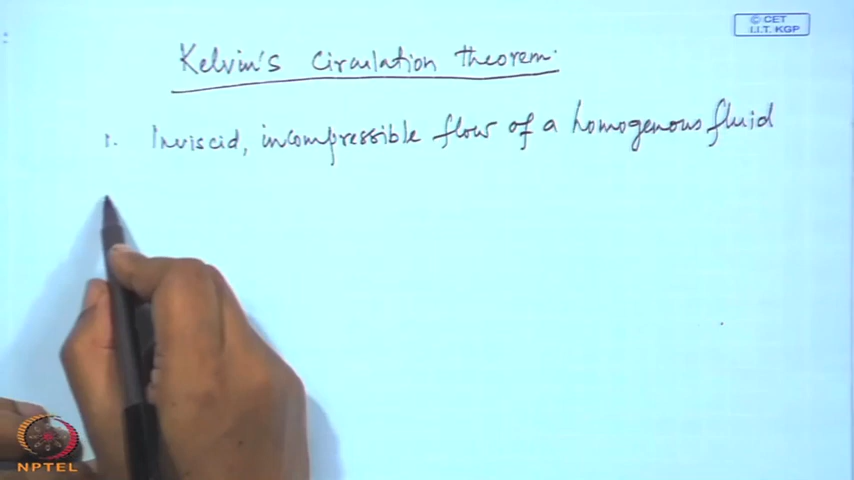 © CET
I.I.T. KGP
Kelvin's Circulation theorem.
1. Inviscid, incompressible flow of a homogenous fluid
NPTEL